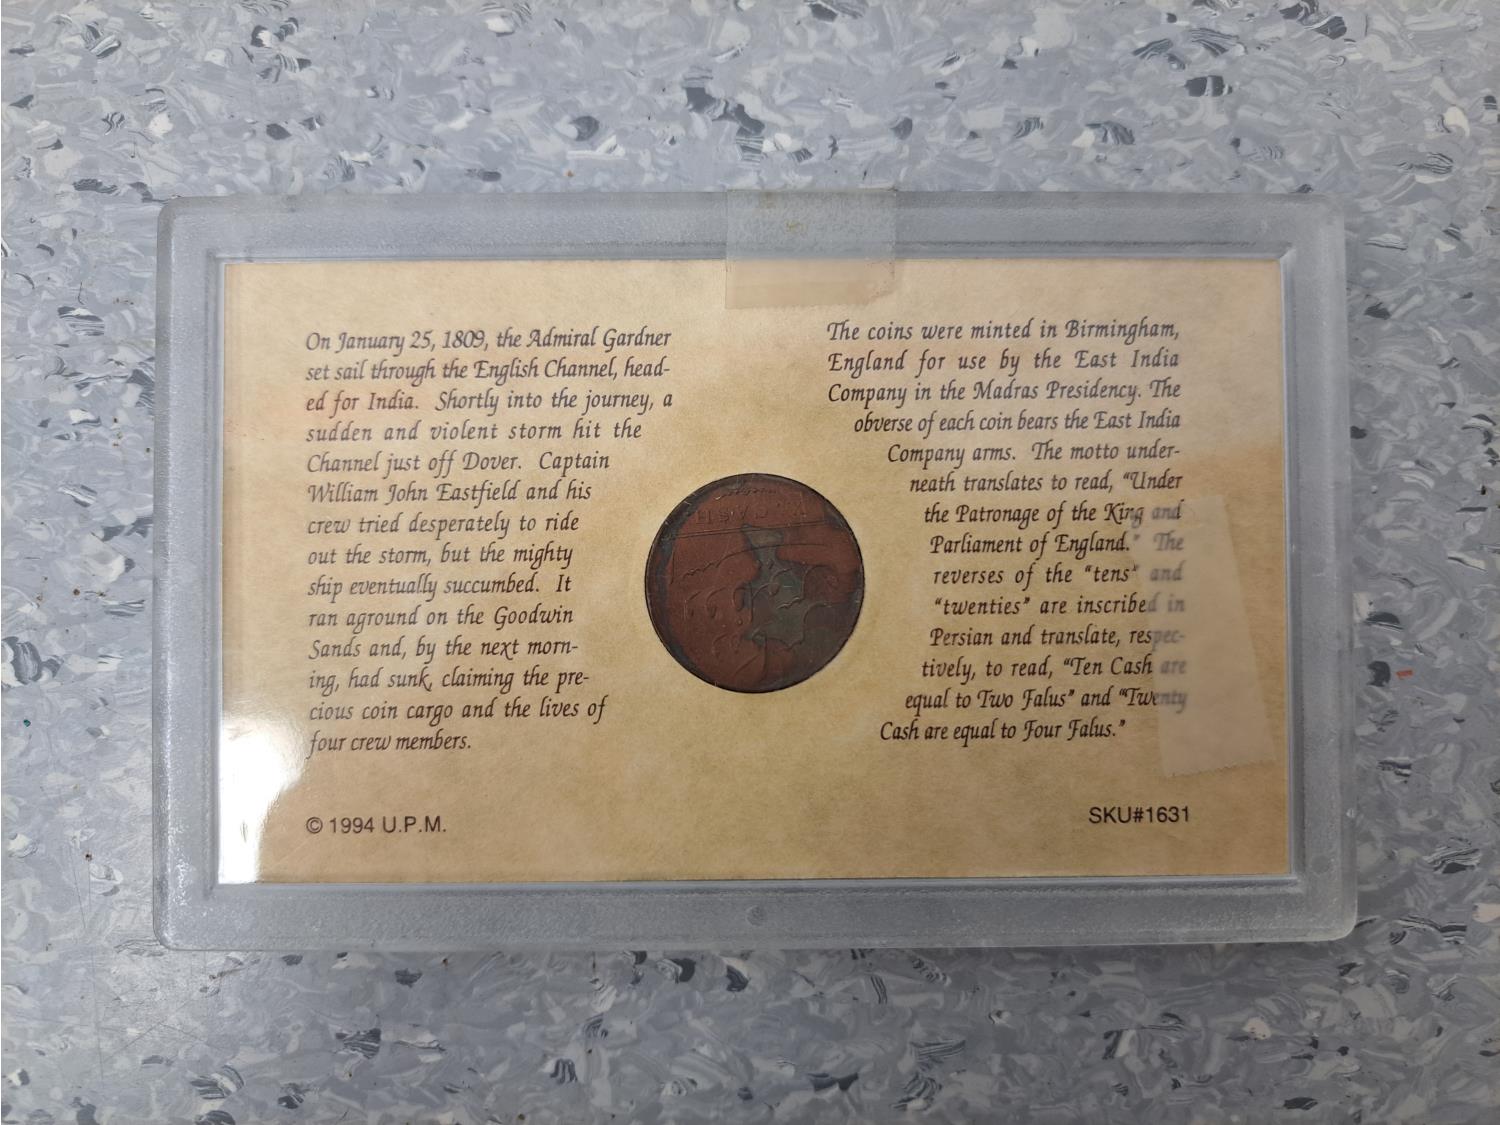 On January 25, 1809, the Admiral Gardner
set sail through the English Channel, head-
ed for India. Shortly into the journey, a
sudden and violent storm hit the
Channel just off Dover. Captain
William John Eastfield and his
crew tried desperately to ride
out the storm, but the mighty
ship eventually succumbed. It
ran aground on the Goodwin
Sands and, by the next morn-
ing, had sunk, claiming the pre-
cious coin cargo and the lives of
four crew members.
© 1994 U.P.M.
The coins were minted in Birmingham,
England for use by the East India
Company in the Madras Presidency. The
obverse of each coin bears the East India
Company arms. The motto under-
neath translates to read, “Under
the Patronage of the King and
Parliament of England.” The
reverses of the “tens” and
“twenties” are inscribed in
Persian and translate, respec-
tively, to read, “Ten Cash are
equal to Two Falus” and “Twenty
Cash are equal to Four Falus.”
SKU#1631
CASH